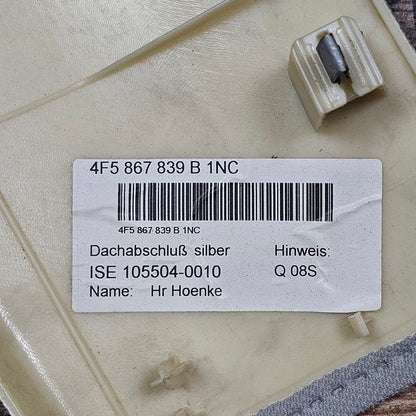 4F5 867 839 B 1NC
4F5 867 839 B 1NC
Dachabschluß silber Hinweis:
ISE 105504-0010 Q 08S
Name: Hr Hoenke